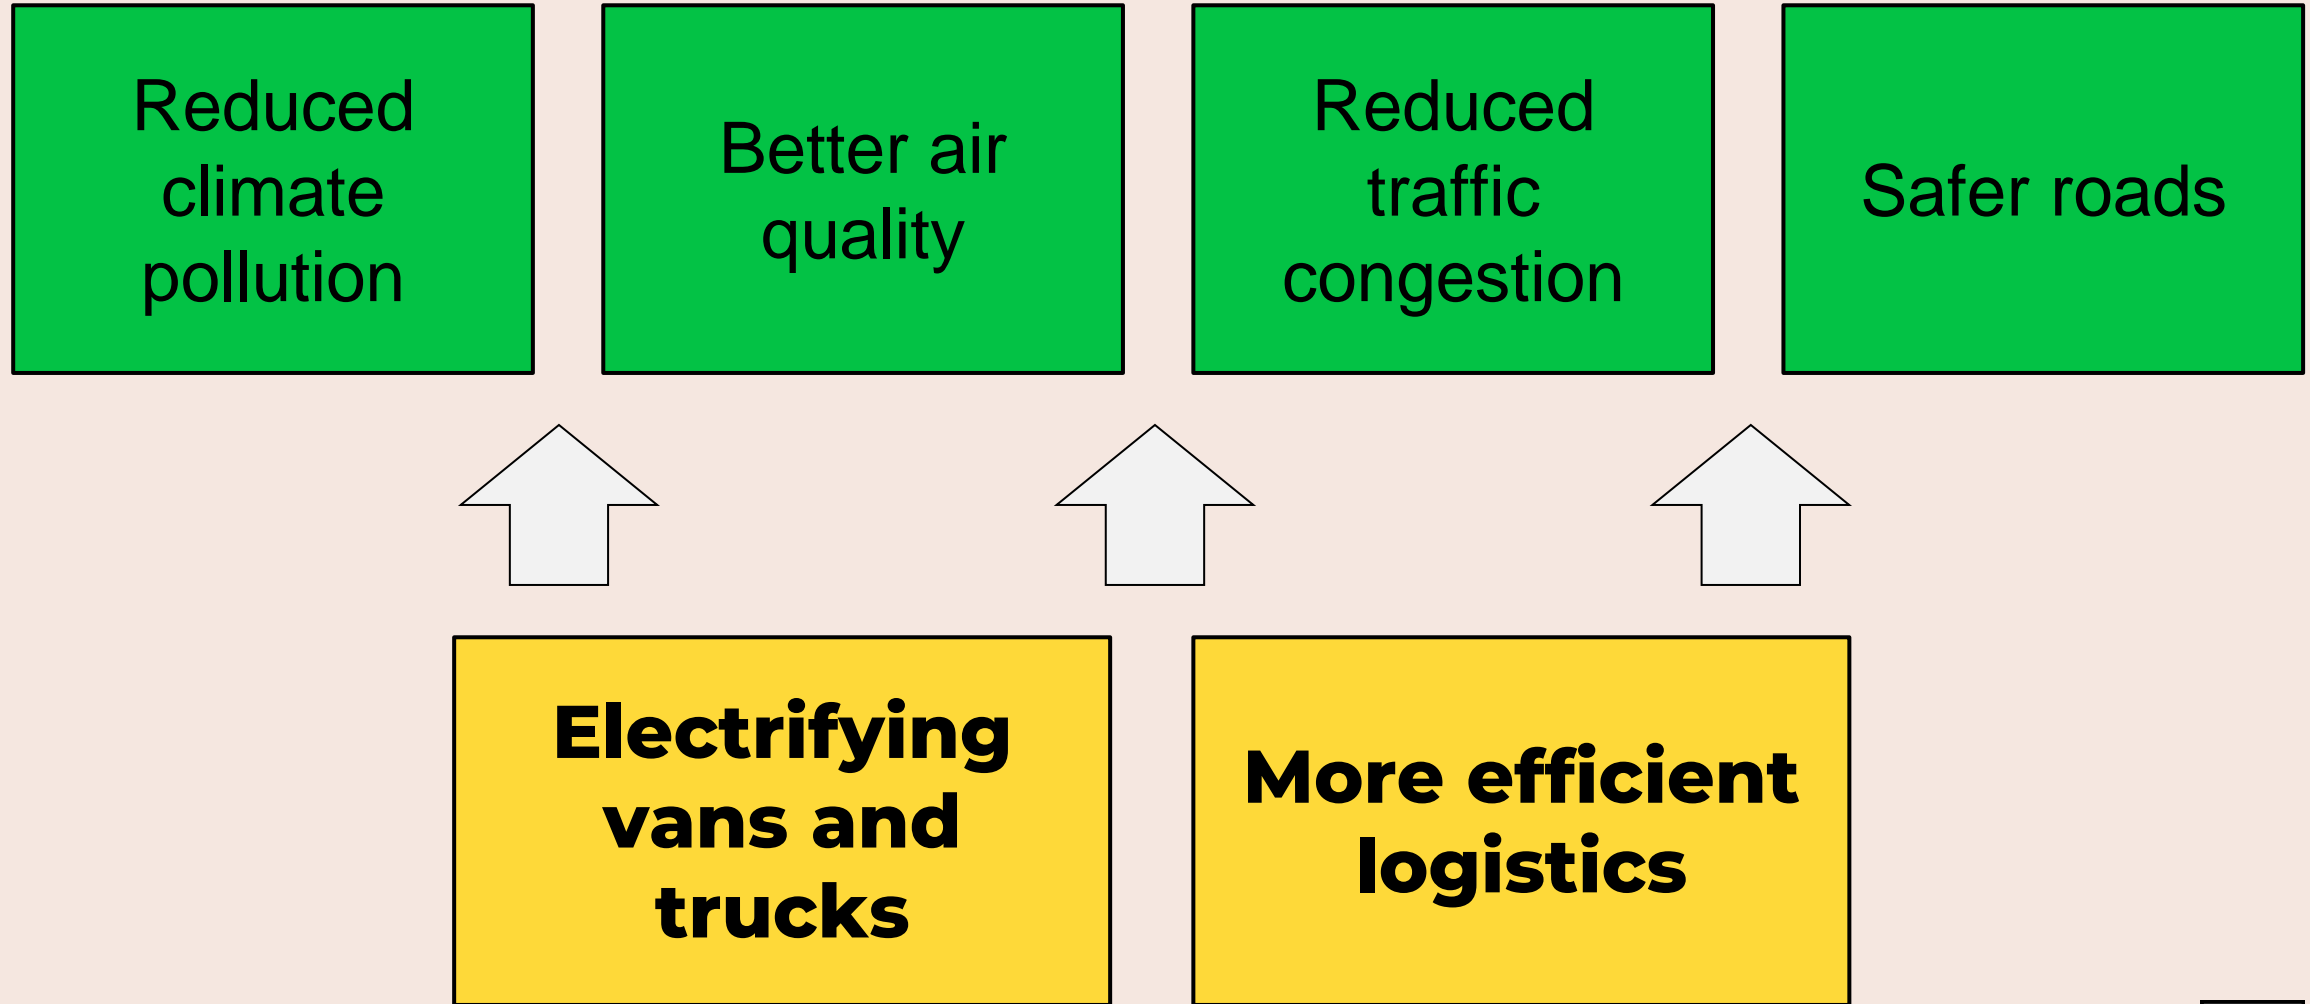 Reduced
climate
pollution
Better air
quality
Reduced
traffic
congestion
Safer roads
Electrifying
vans and
trucks
More efficient
logistics